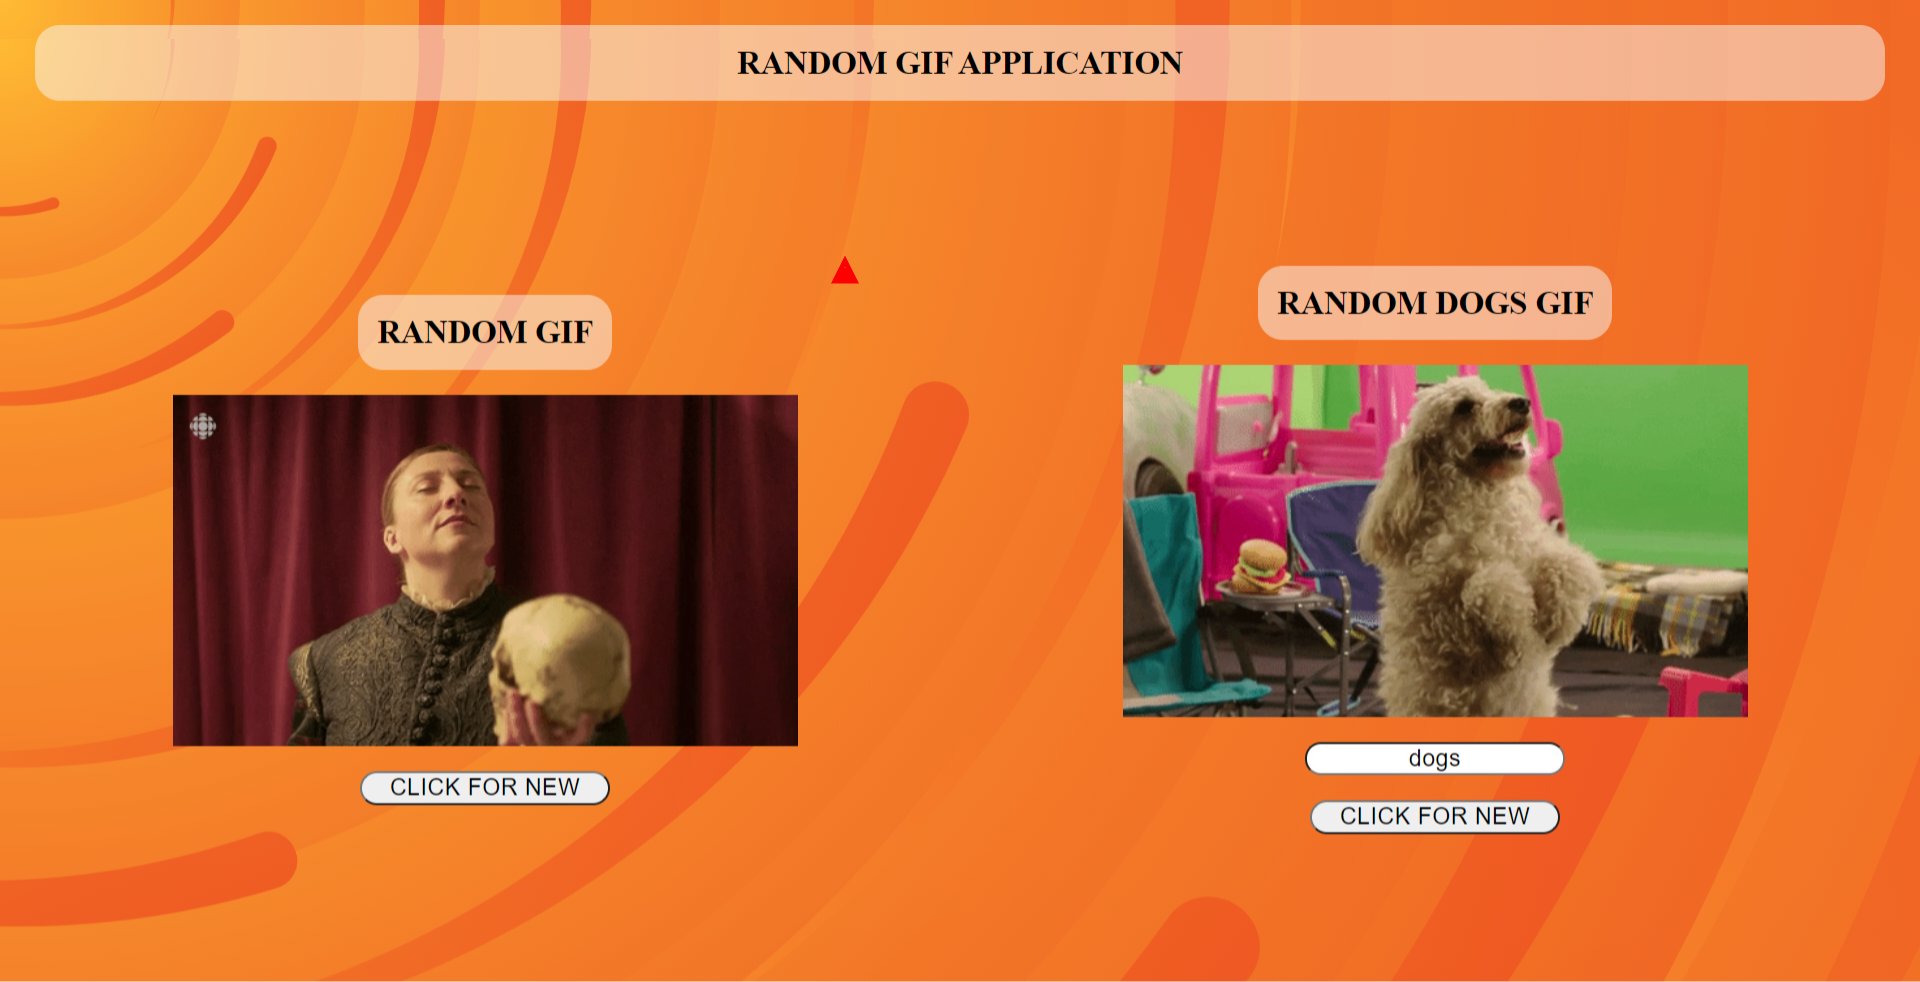 RANDOM GIF APPLICATION
RANDOM GIF
CLICK FOR NEW
RANDOM DOGS GIF
dogs
CLICK FOR NEW